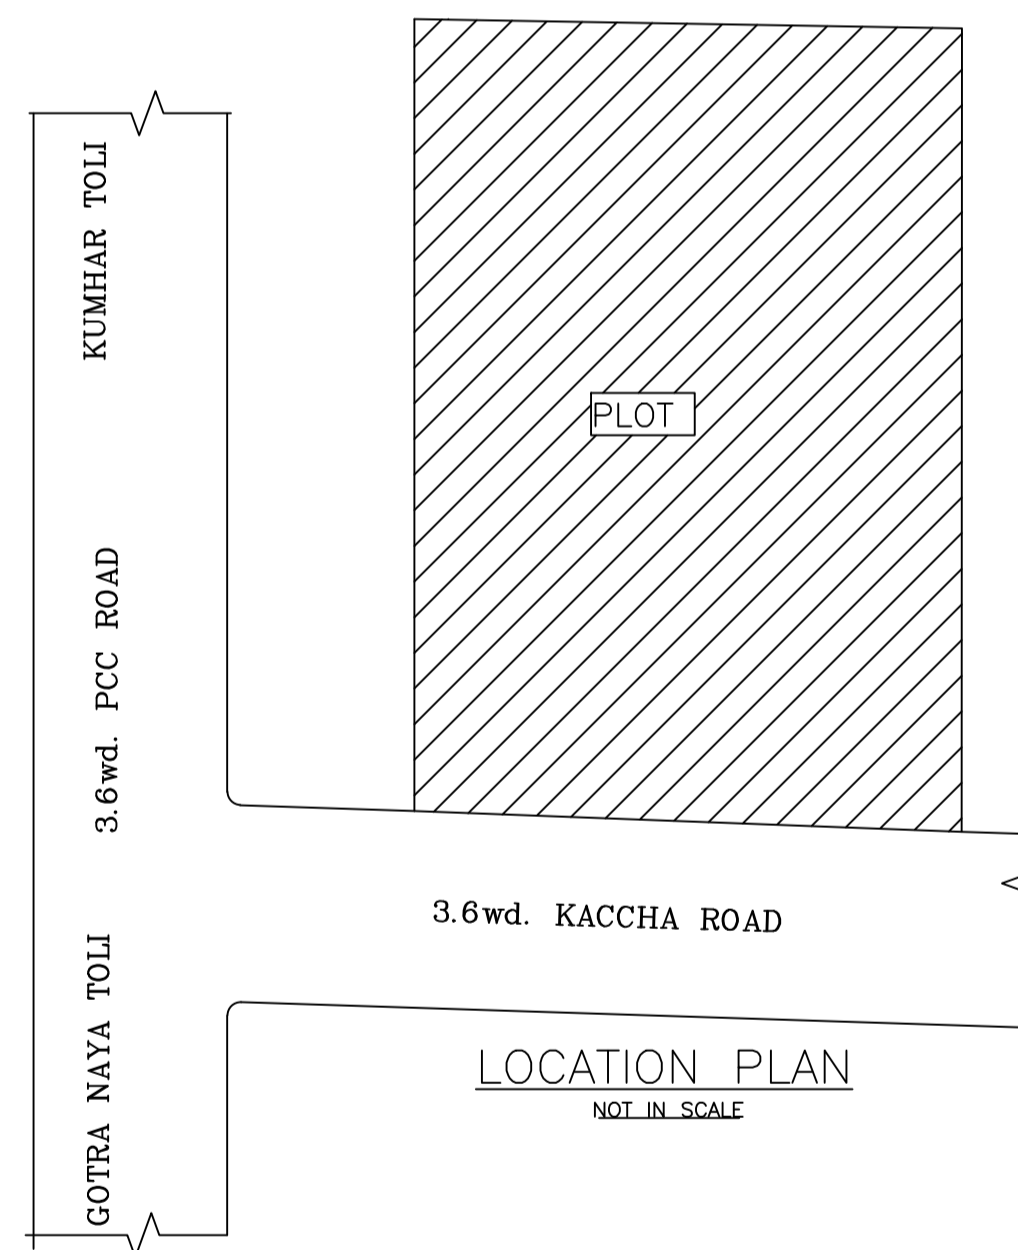 KUMHAR TOLI
3.6wd. PCC ROAD
GOTRA NAYA TOLI
PLOT
3.6wd. KACCHA ROAD
LOCATION PLAN
NOT IN SCALE